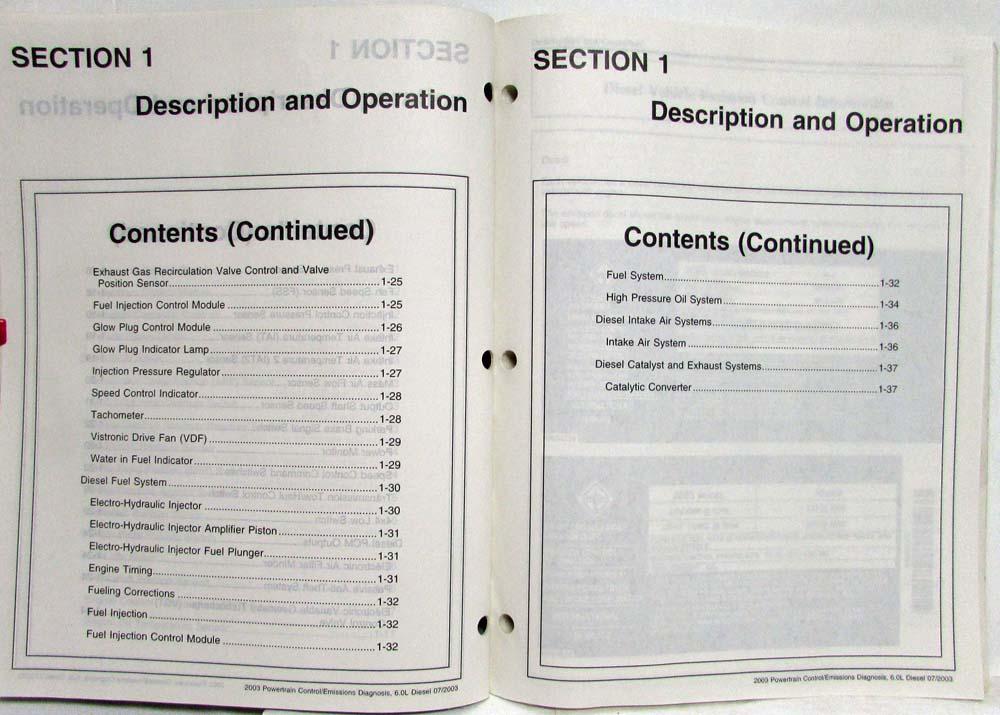 SECTION 1
Description and Operation
Contents (Continued)
Exhaust Gas Recirculation Valve Control and Valve
Position Sensor..........1-25
Fuel Injection Control Module..........1-25
Glow Plug Control Module..........1-26
Glow Plug Indicator Lamp..........1-27
Injection Pressure Regulator..........1-27
Speed Control Indicator..........1-28
Tachometer..........1-28
Vistronic Drive Fan (VDF)..........1-29
Water in Fuel Indicator..........1-29
Diesel Fuel System..........1-30
Electro-Hydraulic Injector..........1-30
Electro-Hydraulic Injector Amplifier Piston..........1-31
Electro-Hydraulic Injector Fuel Plunger..........1-31
Engine Timing..........1-31
Fueling Corrections..........1-32
Fuel Injection..........1-32
Fuel Injection Control Module..........1-32
2003 Powertrain Control/Emissions Diagnosis, 6.0L Diesel 07/2003
SECTION 1
Description and Operation
Contents (Continued)
Fuel System..........1-32
High Pressure Oil System..........1-34
Diesel Intake Air Systems..........1-36
Intake Air System..........1-36
Diesel Catalyst and Exhaust Systems..........1-37
Catalytic Converter..........1-37
2003 Powertrain Control/Emissions Diagnosis, 6.0L Diesel 07/2003